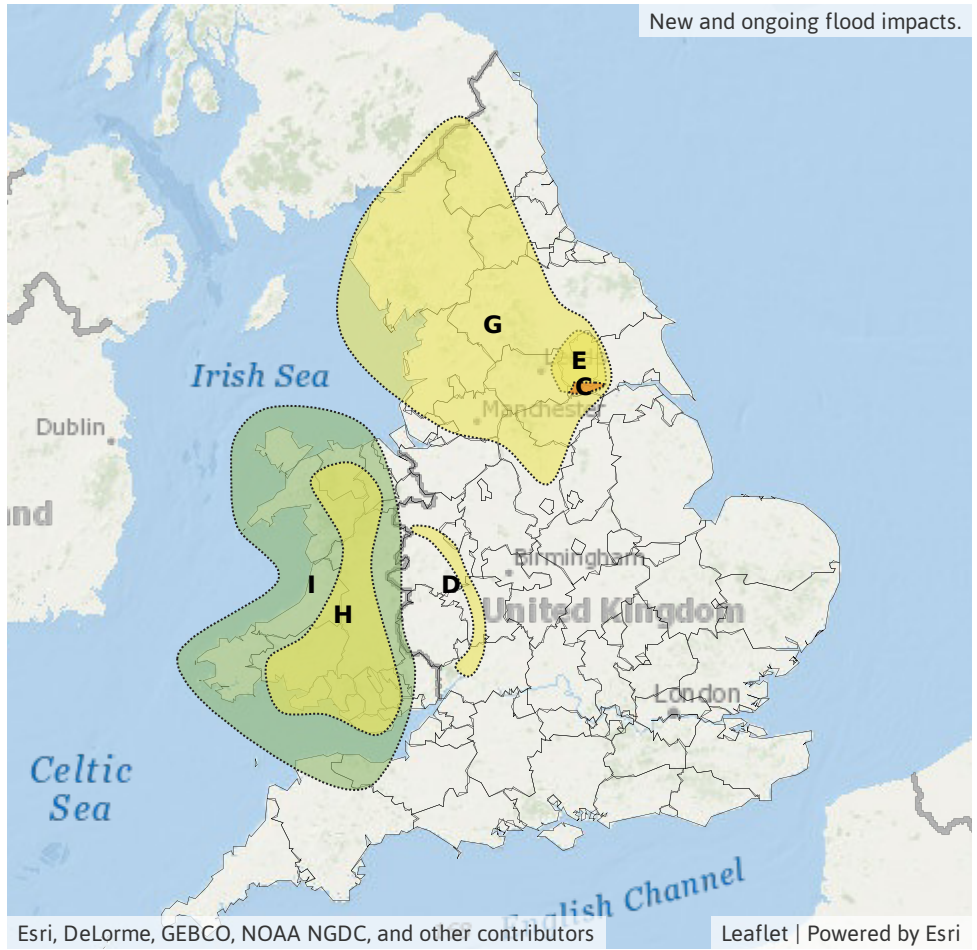 New and ongoing flood impacts.
G
E
C
Irish Sea
Manchester
Dublin
nd
Birmingham
I
D
H
United Kingdom
London
Celtic
Sea
English Channel
Esri, DeLorme, GEBCO, NOAA NGDC, and other contributors
Leaflet | Powered by Esri